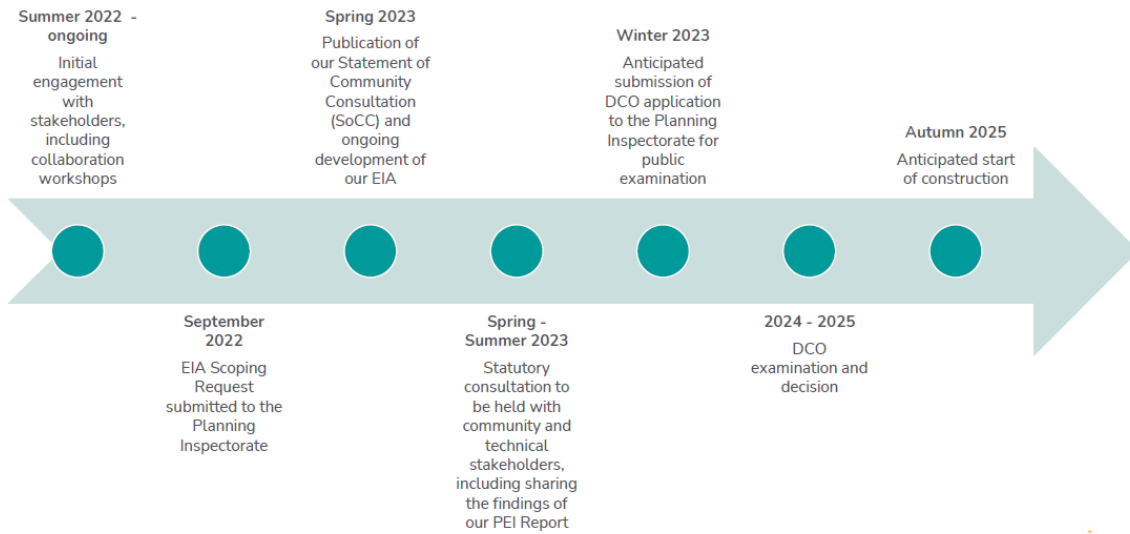 Summer 2022 -
ongoing
Initial
engagement
with
stakeholders,
including
collaboration
workshops
September
2022
EIA Scoping
Request
submitted to the
Planning
Inspectorate
Spring 2023
Publication of
our Statement of
Community
Consultation
(SoCC) and
ongoing
development of
our EIA
Spring -
Summer 2023
Statutory
consultation to
be held with
community and
technical
stakeholders,
including sharing
the findings of
our PEI Report
Winter 2023
Anticipated
submission of
DCO application
to the Planning
Inspectorate for
public
examination
2024 - 2025
DCO
examination and
decision
Autumn 2025
Anticipated start
of construction